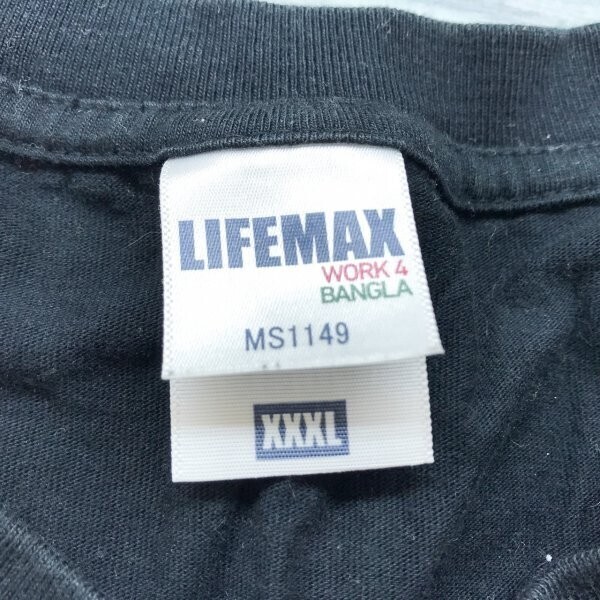 LIFEMAX
WORK 4
BANGLA
MS1149
XXXL